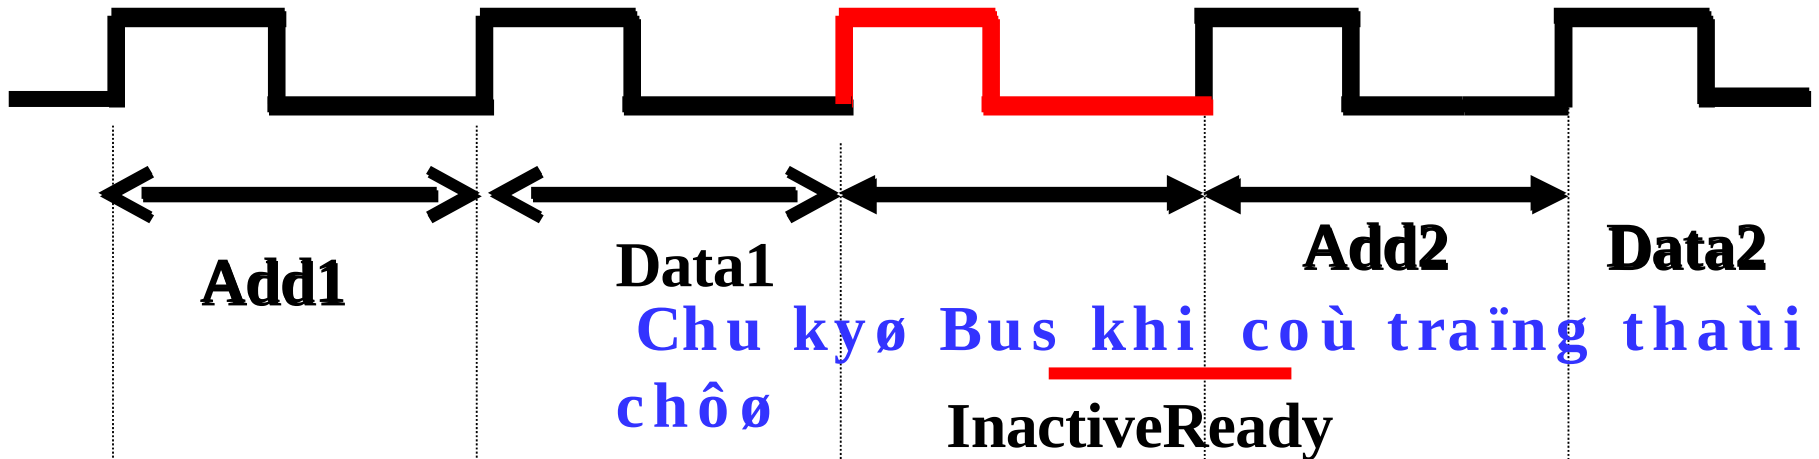 Add1
Data1
Add2
Data2
Chu kyø Bus khi coù traïng thaùi
chôø
InactiveReady